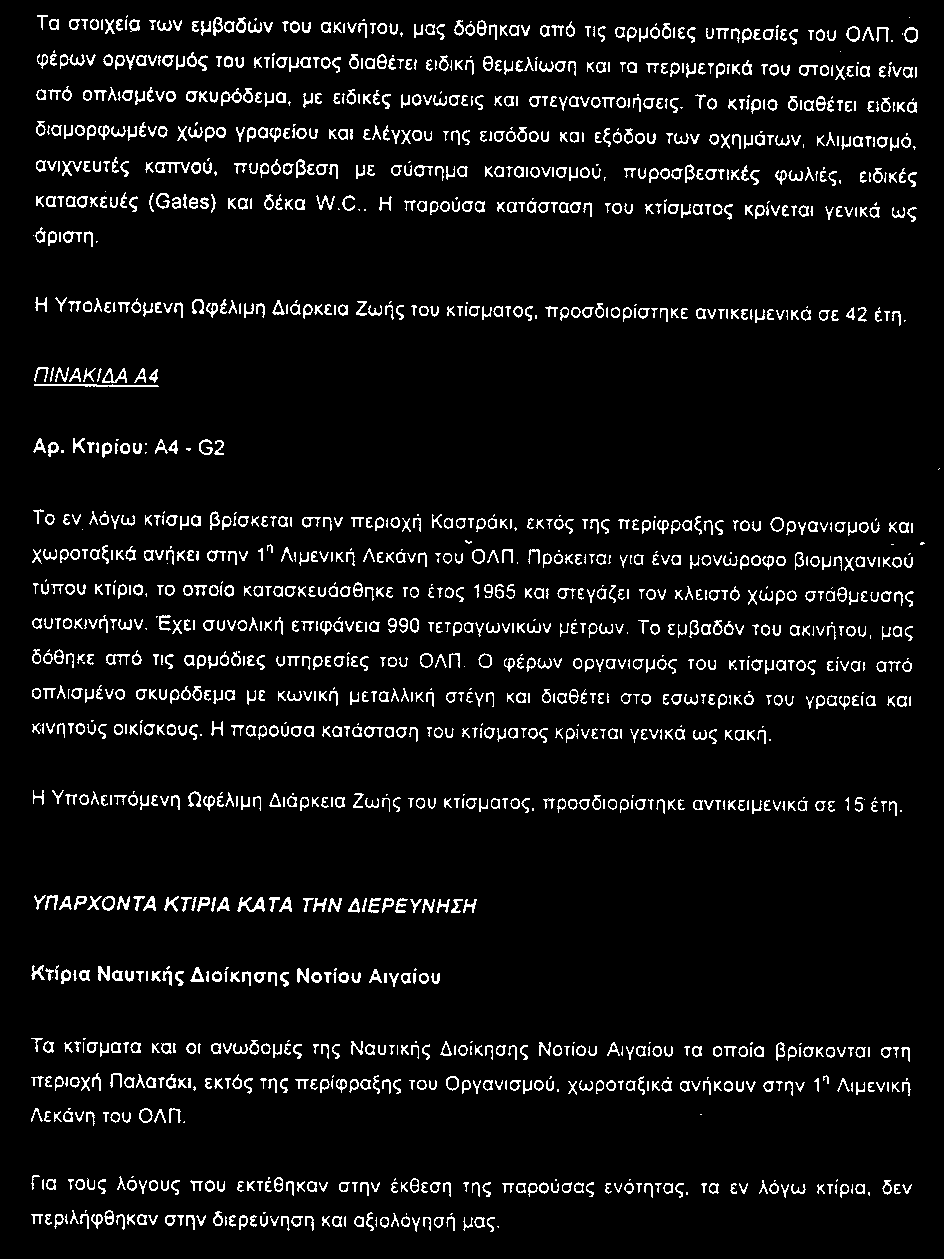 Τα στοιχεία των εμβαδών του ακινήτου, μας δόθηκαν από τις αρμόδιες υπηρεσίες του ΟΛΠ. Ο
φέρων οργανισμός του κτίσματος διαθέτει ειδική θεμελίωση και τα περιμετρικά του στοιχεία είναι
από οπλισμένο σκυρόδεμα, με ειδικές μονώσεις και στεγανοποιήσεις. Το κτίριο διαθέτει ειδικά
διαμορφωμένο χώρο γραφείου και ελέγχου της εισόδου και εξόδου των οχημάτων, κλιματισμό,
ανιχνευτές καπνού, πυρόσβεση με σύστημα καταιονισμού, πυροσβεστικές φωλιές, ειδικές
κατασκευές (Gates) και δέκα W.C.. Η παρούσα κατάσταση του κτίσματος κρίνεται γενικά ως
άριστη.
Η Υπολειπόμενη Ωφέλιμη Διάρκεια Ζωής του κτίσματος, προσδιορίστηκε αντικειμενικά σε 42 έτη.
ΠΙΝΑΚΙΔΑ Α4
Αρ. Κτιρίου: Α4 - G2
Το εν λόγω κτίσμα βρίσκεται στην περιοχή Καστράκι, εκτός της περίφραξης του Οργανισμού και
χωροταξικά ανήκει στην 1η Λιμενική Λεκάνη του ΟΛΠ. Πρόκειται για ένα μονώροφο βιομηχανικού
τύπου κτίριο, το οποίο κατασκευάσθηκε το έτος 1965 και στεγάζει τον κλειστό χώρο στάθμευσης
αυτοκινήτων. Έχει συνολική επιφάνεια 990 τετραγωνικών μέτρων. Το εμβαδόν του ακινήτου, μας
δόθηκε από τις αρμόδιες υπηρεσίες του ΟΛΠ. Ο φέρων οργανισμός του κτίσματος είναι από
οπλισμένο σκυρόδεμα με κωνική μεταλλική στέγη και διαθέτει στο εσωτερικό του γραφεία και
κινητούς οικίσκους. Η παρούσα κατάσταση του κτίσματος κρίνεται γενικά ως κακή.
Η Υπολειπόμενη Ωφέλιμη Διάρκεια Ζωής του κτίσματος, προσδιορίστηκε αντικειμενικά σε 15 έτη.
ΥΠΑΡΧΟΝΤΑ ΚΤΙΡΙΑ ΚΑΤΑ ΤΗΝ ΔΙΕΡΕΥΝΗΣΗ
Κτίρια Ναυτικής Διοίκησης Νοτίου Αιγαίου
Τα κτίσματα και οι ανωδομές της Ναυτικής Διοίκησης Νοτίου Αιγαίου τα οποία βρίσκονται στη
περιοχή Παλατάκι, εκτός της περίφραξης του Οργανισμού, χωροταξικά ανήκουν στην 1η Λιμενική
Λεκάνη του ΟΛΠ.
Για τους λόγους που εκτέθηκαν στην έκθεση της παρούσας ενότητας, τα εν λόγω κτίρια, δεν
περιλήφθηκαν στην διερεύνηση και αξιολόγησή μας.